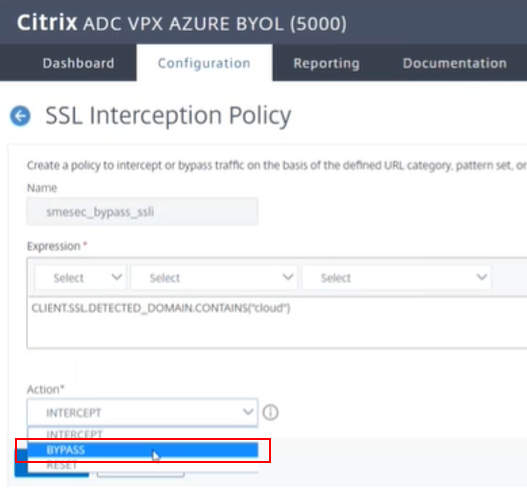 Citrix ADC VPX AZURE BYOL (5000)
Dashboard Configuration Reporting Documentation
SSL Interception Policy
Create a policy to intercept or bypass traffic on the basis of the defined URL category, pattern set, or
Name
smesec_bypass_ssli
Expression*
Select Select Select
CLIENT.SSL.DETECTED_DOMAIN.CONTAINS("cloud")
Action*
INTERCEPT
INTERCEPT
BYPASS
RESET